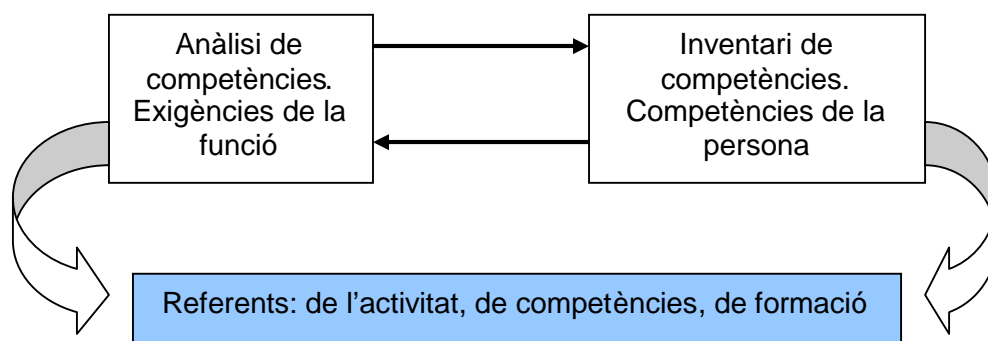 Anàlisi de
competències.
Exigències de la
funció
Inventari de
competències.
Competències de la
persona
Referents: de l’activitat, de competències, de formació